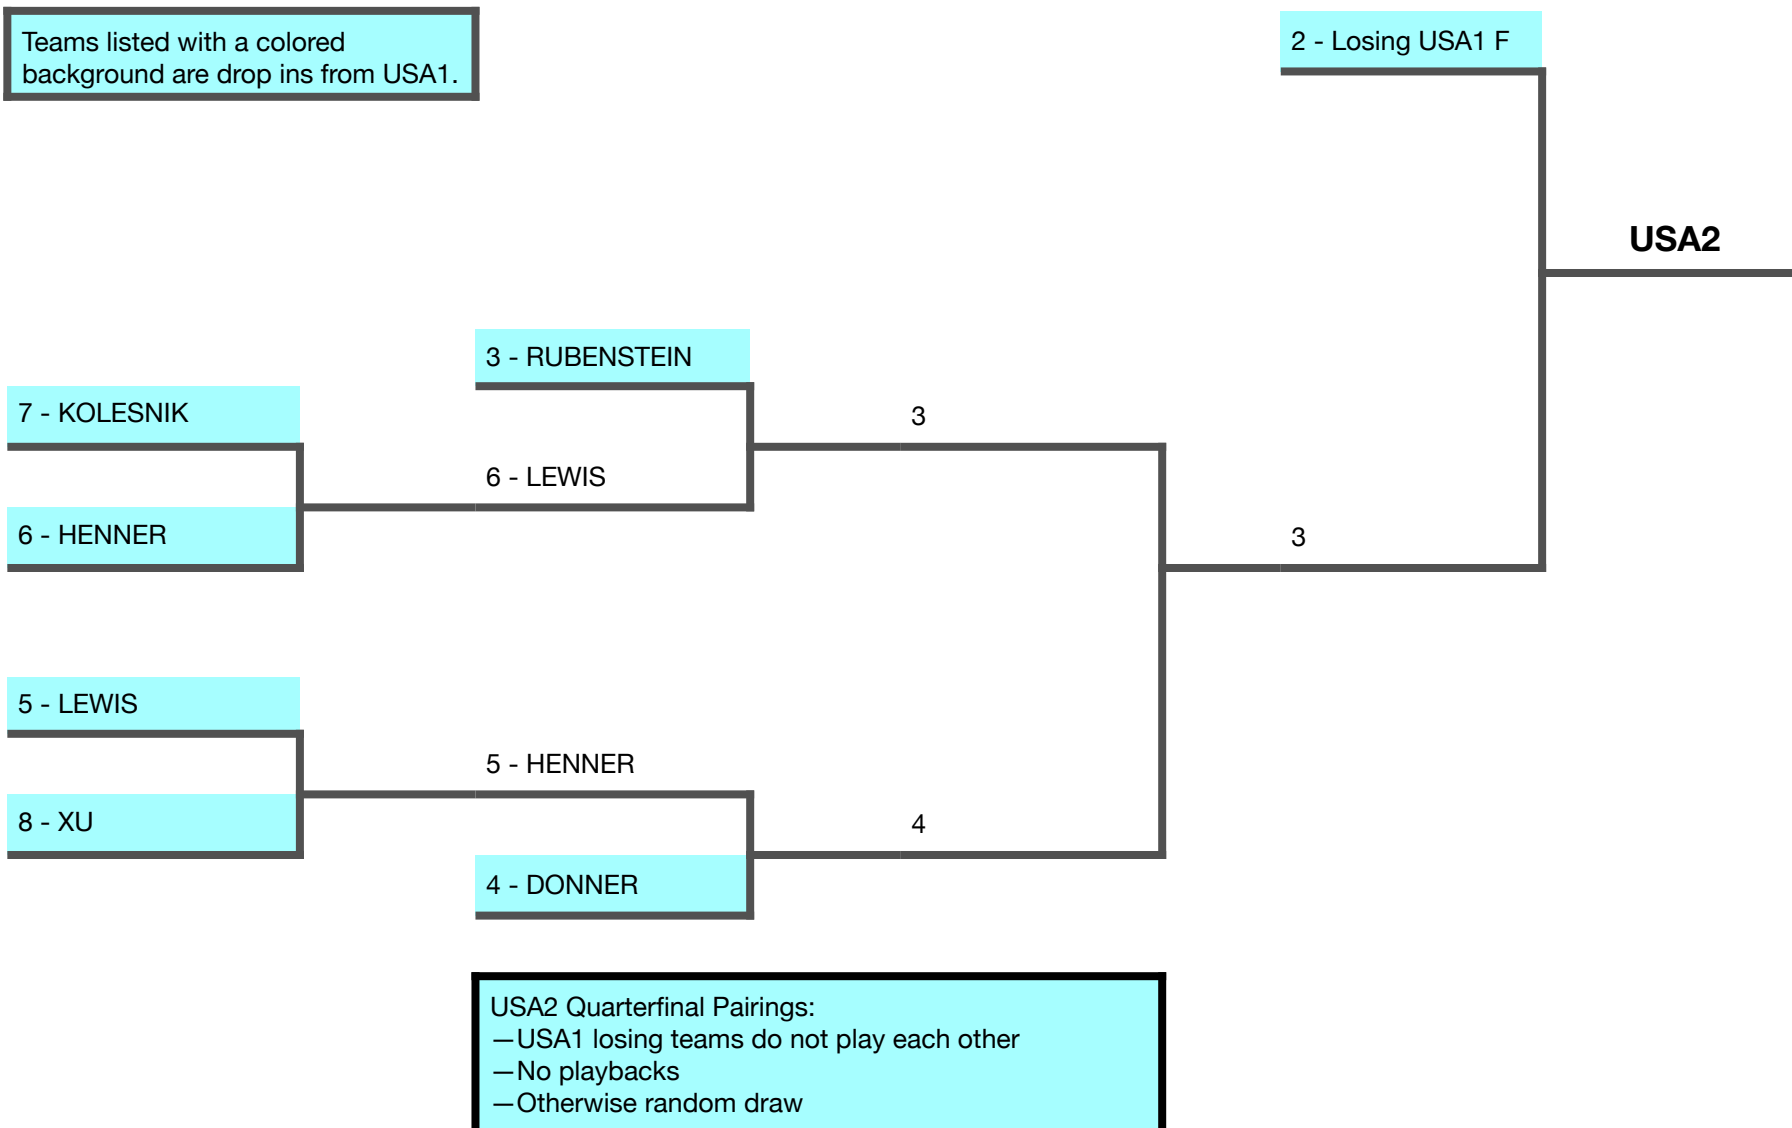 Teams listed with a colored
background are drop ins from USA1.
2 - Losing USA1 F
USA2
3 - RUBENSTEIN
7 - KOLESNIK
3
6 - LEWIS
6 - HENNER
3
5 - LEWIS
5 - HENNER
8 - XU
4
4 - DONNER
USA2 Quarterfinal Pairings:
—USA1 losing teams do not play each other
—No playbacks
—Otherwise random draw